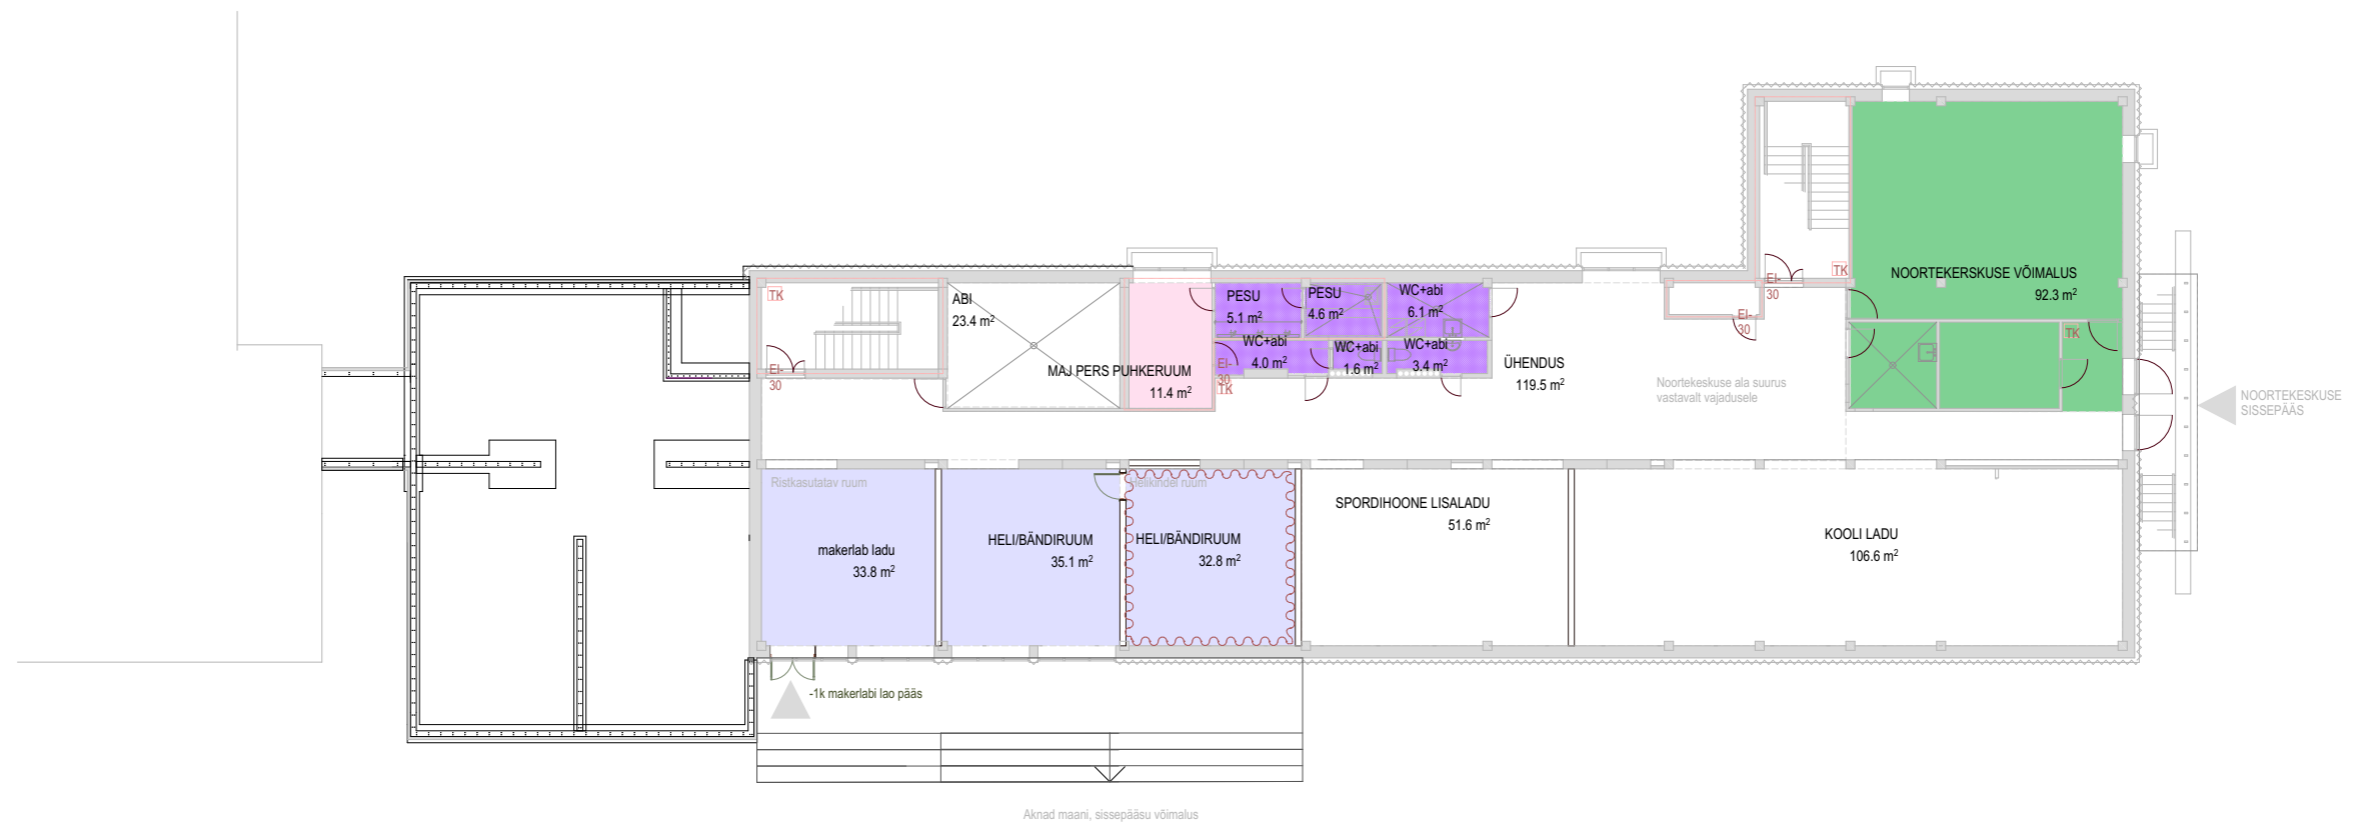 TK
EI-
30
ABI
23.4 m²
MAJ PERS PUHKERUUM
11.4 m²
PESU
5.1 m²
PESU
4.6 m²
WC+abi
6.1 m²
WC+abi
4.0 m²
WC+abi
1.6 m²
WC+abi
3.4 m²
EI-
30
TK
ÜHENDUS
119.5 m²
Noortekeskuse ala suurus
vastavalt vajadusele
EI-
30
TK
EI-
30
NOORTEKERSKUSE VÕIMALUS
92.3 m²
TK
NOORTEKESKUSE
SISSEPÄÄS
Ristkasutatav ruum
makerlab ladu
33.8 m²
HELI/BÄNDIRUUM
35.1 m²
Helikindel ruum
HELI/BÄNDIRUUM
32.8 m²
SPORDIHOONE LISALADU
51.6 m²
KOOLI LADU
106.6 m²
-1k makerlabi lao pääs
Aknad maani, sissepääsu võimalus